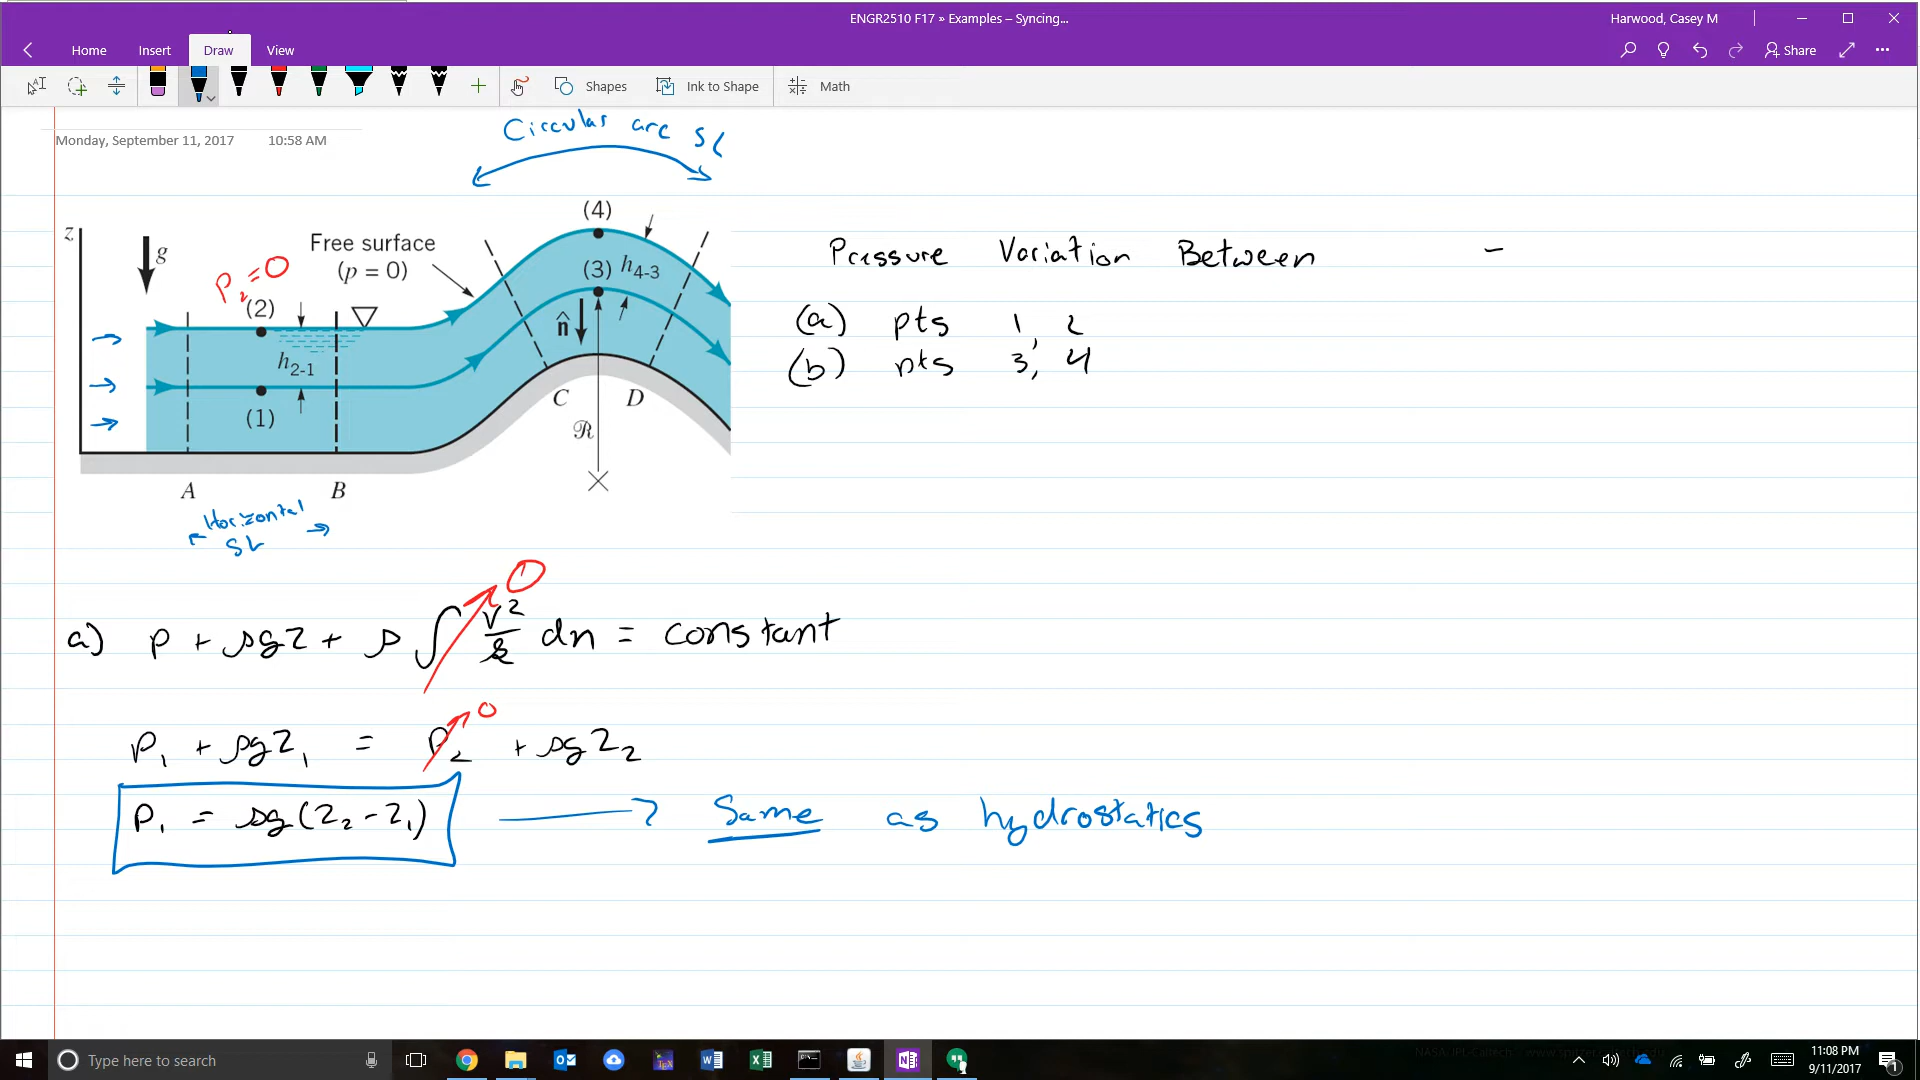 ENGR2510 F17 » Examples – Syncing...
Harwood, Casey M
Home Insert Draw View
Share
Shapes Ink to Shape Math
Monday, September 11, 2017 10:58 AM
Circular arc SL
z
g
P₂=0
Free surface
(p = 0)
(4)
(3) h4-3
(2)
n̂
h2-1
(1)
C D
ℛ
A B
Horizontal
SL
Pressure Variation Between –
(a) pts 1, 2
(b) pts 3, 4
a) p + ρgz + ρ ∫ V²/ℛ dn = constant
0
P₁ + ρgz₁ = P₂ + ρgz₂
0
P₁ = ρg(z₂-z₁) → Same as hydrostatics
Type here to search
11:08 PM
9/11/2017
1